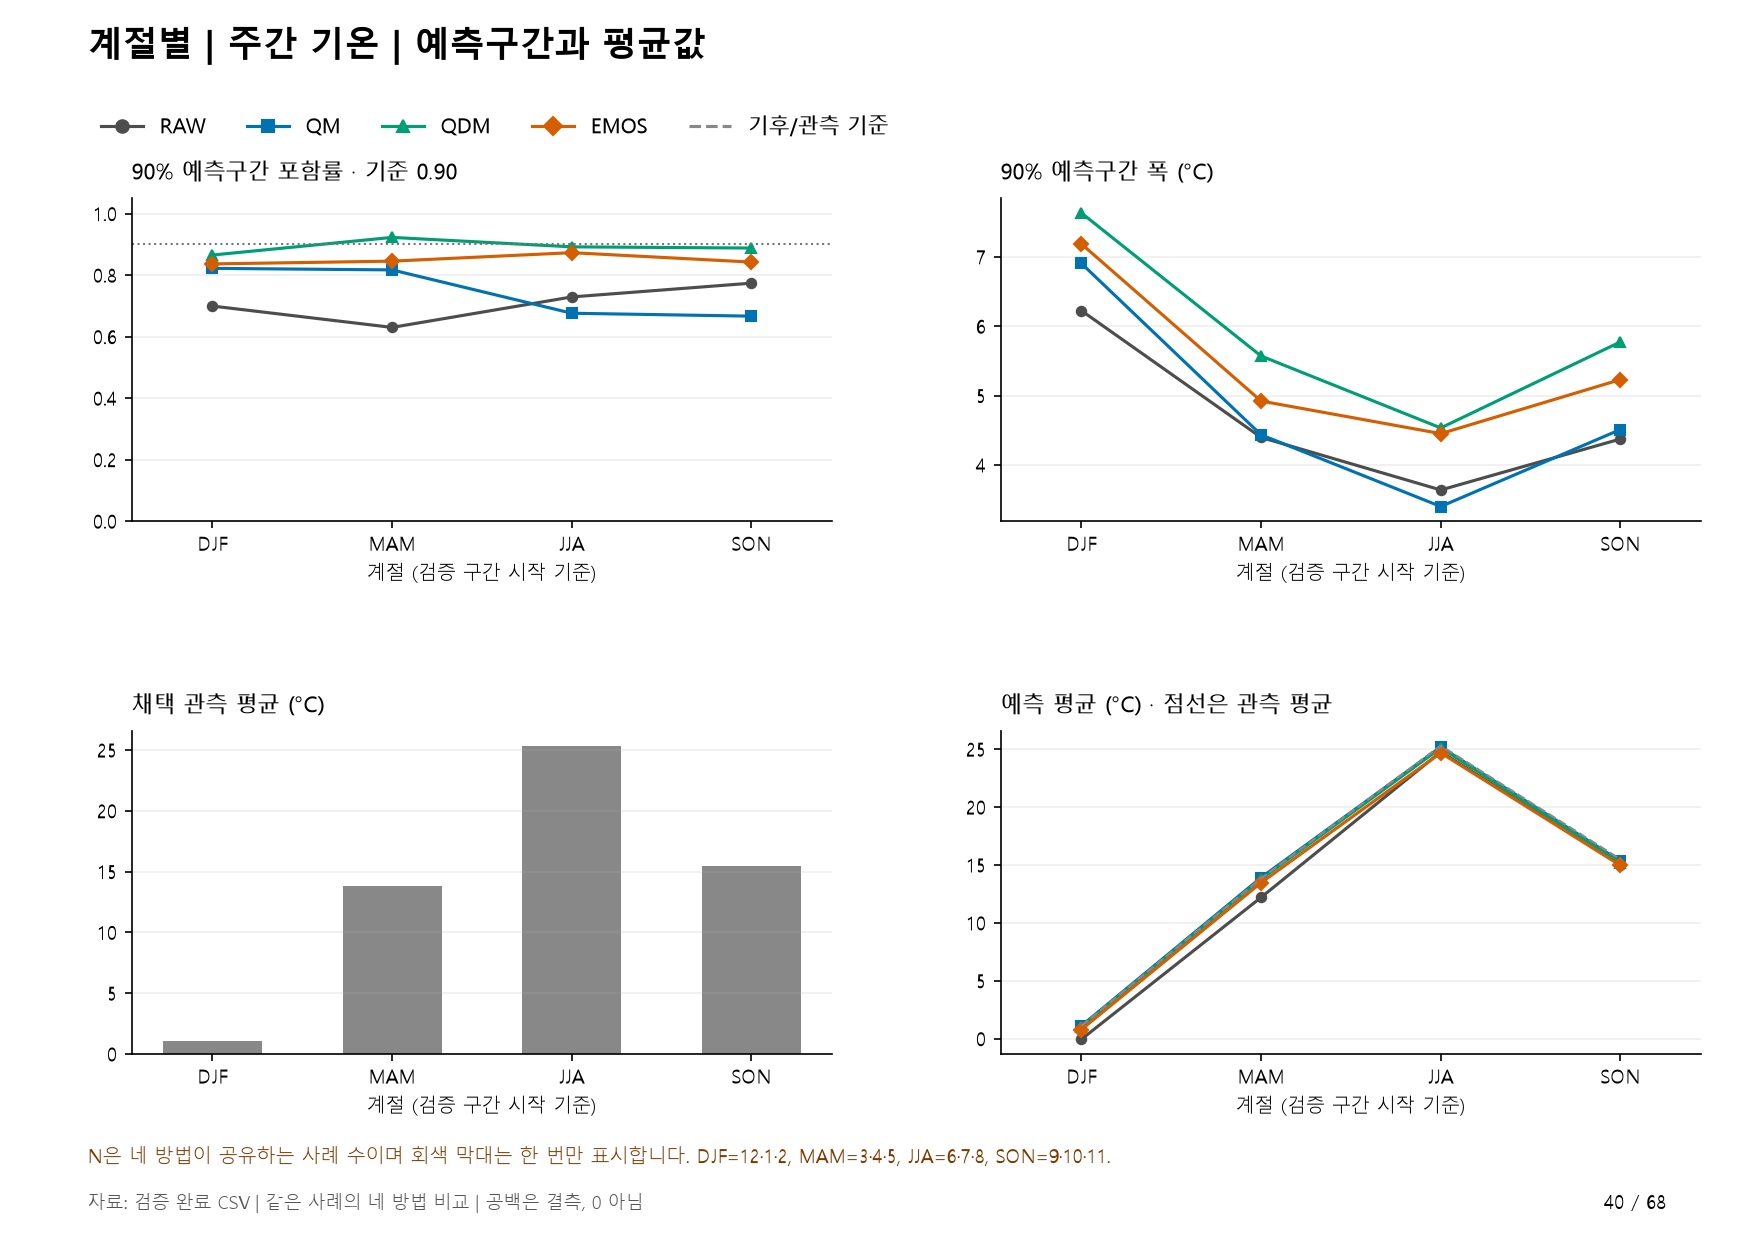 계절별 | 주간 기온 | 예측구간과 평균값
RAW QM QDM EMOS 기후/관측 기준
90% 예측구간 포함률 · 기준 0.90
1.0
0.8
0.6
0.4
0.2
0.0
DJF MAM JJA SON
계절 (검증 구간 시작 기준)
90% 예측구간 폭 (°C)
7
6
5
4
DJF MAM JJA SON
계절 (검증 구간 시작 기준)
채택 관측 평균 (°C)
25
20
15
10
5
0
DJF MAM JJA SON
계절 (검증 구간 시작 기준)
예측 평균 (°C) · 점선은 관측 평균
25
20
15
10
5
0
DJF MAM JJA SON
계절 (검증 구간 시작 기준)
N은 네 방법이 공유하는 사례 수이며 회색 막대는 한 번만 표시합니다. DJF=12·1·2, MAM=3·4·5, JJA=6·7·8, SON=9·10·11.
자료: 검증 완료 CSV | 같은 사례의 네 방법 비교 | 공백은 결측, 0 아님
40 / 68